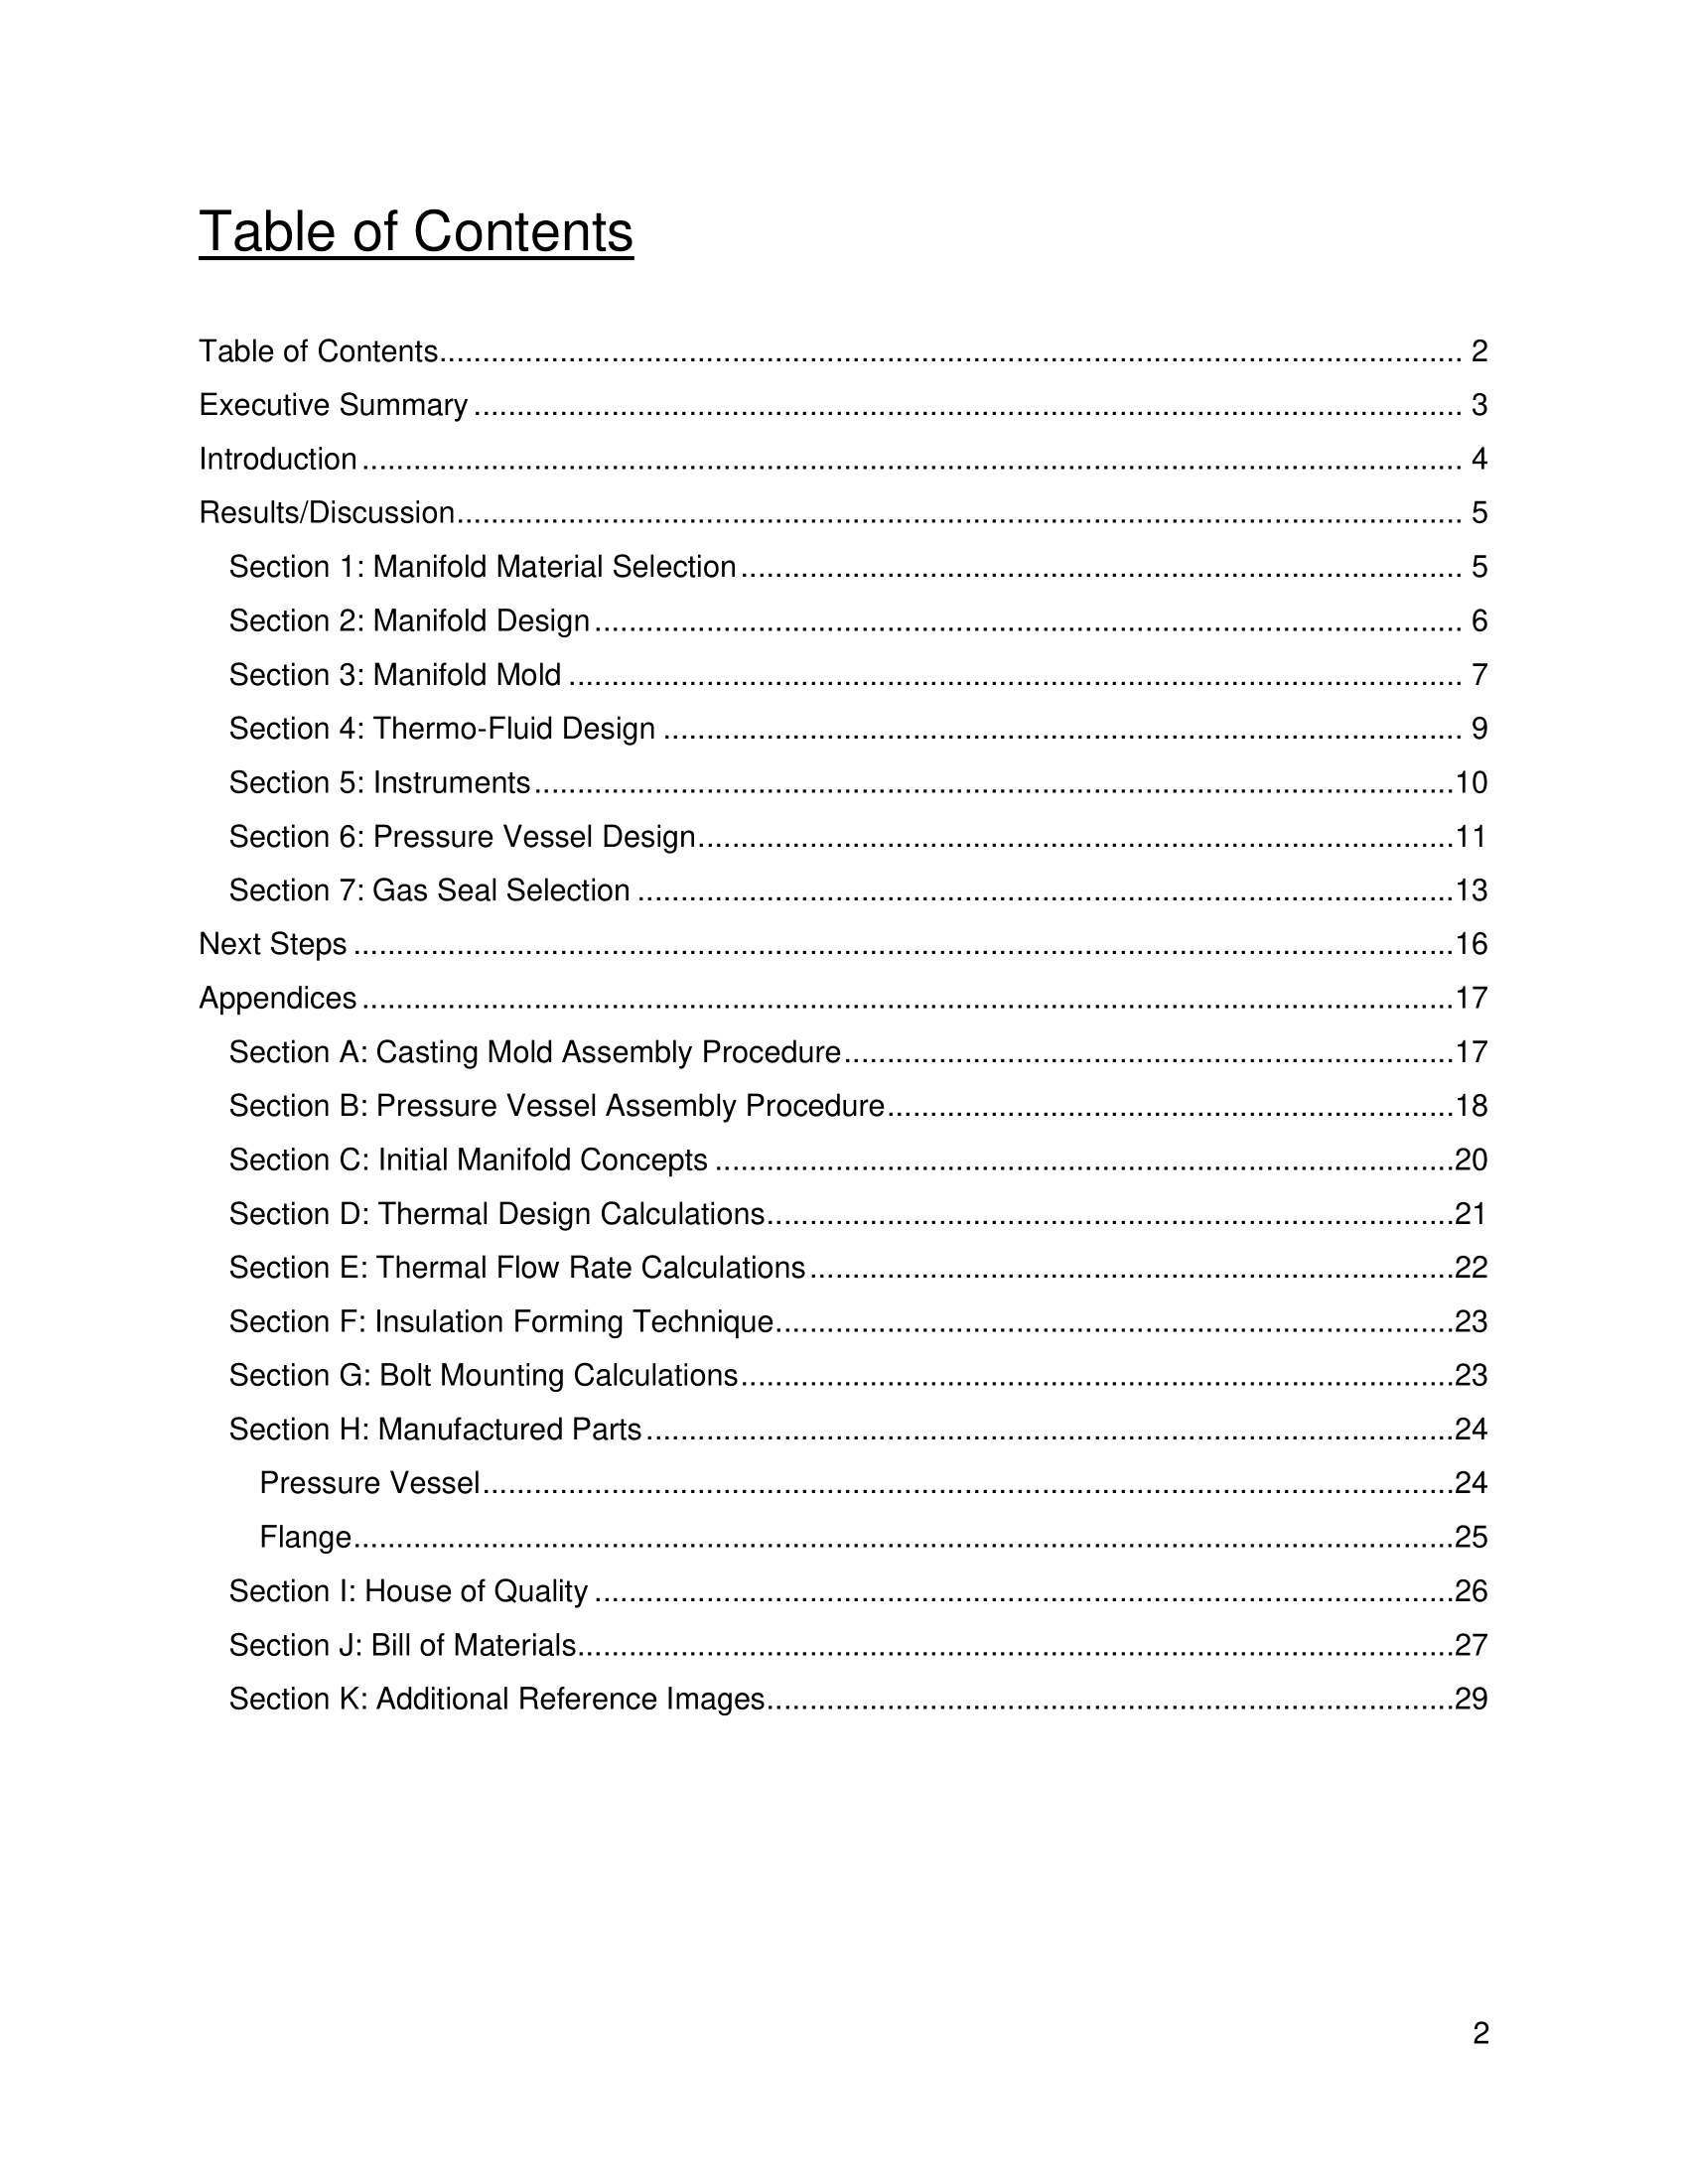 Table of Contents
Table of Contents........................................................................................................................ 2
Executive Summary .................................................................................................................... 3
Introduction ................................................................................................................................. 4
Results/Discussion...................................................................................................................... 5
Section 1: Manifold Material Selection ..................................................................................... 5
Section 2: Manifold Design ...................................................................................................... 6
Section 3: Manifold Mold ......................................................................................................... 7
Section 4: Thermo-Fluid Design .............................................................................................. 9
Section 5: Instruments............................................................................................................10
Section 6: Pressure Vessel Design.........................................................................................11
Section 7: Gas Seal Selection ................................................................................................13
Next Steps .................................................................................................................................16
Appendices ................................................................................................................................17
Section A: Casting Mold Assembly Procedure........................................................................17
Section B: Pressure Vessel Assembly Procedure...................................................................18
Section C: Initial Manifold Concepts .......................................................................................20
Section D: Thermal Design Calculations.................................................................................21
Section E: Thermal Flow Rate Calculations ............................................................................22
Section F: Insulation Forming Technique................................................................................23
Section G: Bolt Mounting Calculations....................................................................................23
Section H: Manufactured Parts ...............................................................................................24
Pressure Vessel..................................................................................................................24
Flange.................................................................................................................................25
Section I: House of Quality .....................................................................................................26
Section J: Bill of Materials.......................................................................................................27
Section K: Additional Reference Images.................................................................................29
2